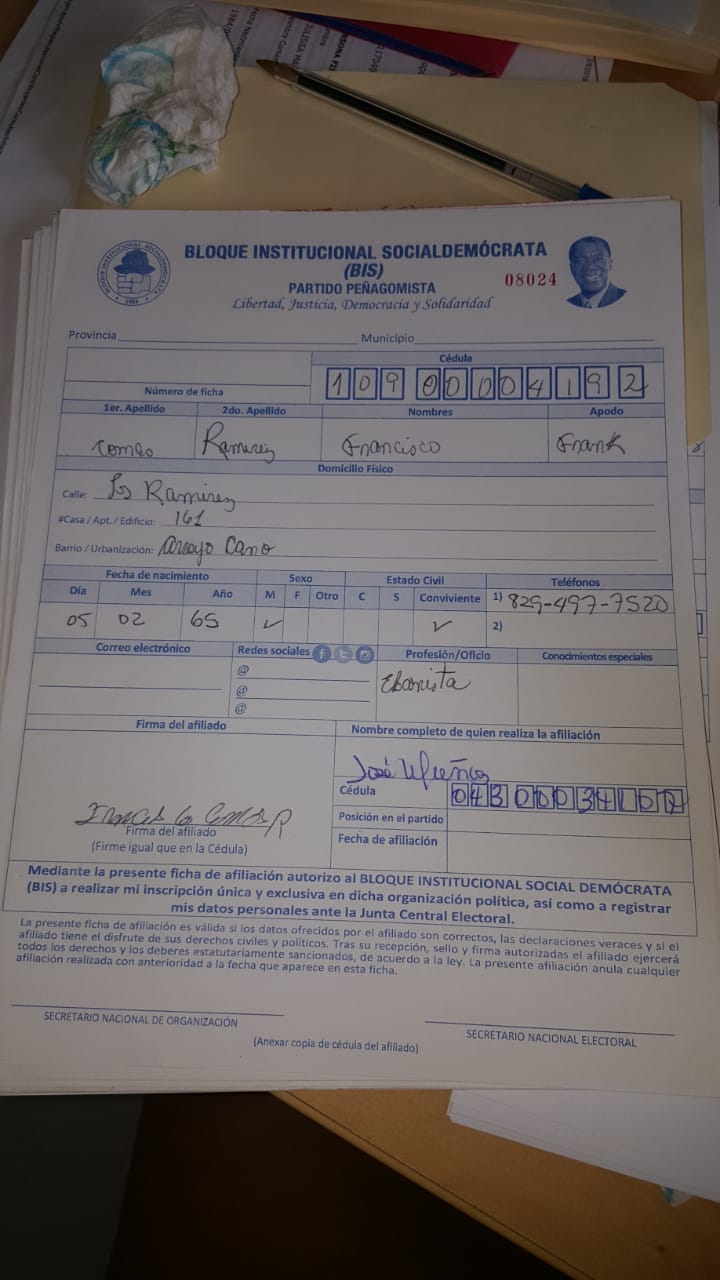 BLOQUE INSTITUCIONAL SOCIALDEMÓCRATA
(BIS)
PARTIDO PEÑAGOMISTA
Libertad, Justicia, Democracia y Solidaridad
08024
Provincia Municipio
Cédula
109 0000419 2
Número de ficha
1er. Apellido 2do. Apellido Nombres Apodo
Ramirez Francisco Frank
Domicilio Físico
Calle: Los Ramirez
#Casa / Apt. / Edificio: 161
Barrio / Urbanización: Arroyo Cano
Fecha de nacimiento Sexo Estado Civil Teléfonos
Día Mes Año M F Otro C S Conviviente 1) 829-497-7520
05 02 65 ✓ ✓ 2)
Correo electrónico Redes sociales Profesión/Oficio Conocimientos especiales
@ Ebanista
@
@
Firma del afiliado Nombre completo de quien realiza la afiliación
José Muñoz
Cédula
Posición en el partido
Firma del afiliado
(Firme igual que en la Cédula) Fecha de afiliación
Mediante la presente ficha de afiliación autorizo al BLOQUE INSTITUCIONAL SOCIAL DEMÓCRATA
(BIS) a realizar mi inscripción única y exclusiva en dicha organización política, así como a registrar
mis datos personales ante la Junta Central Electoral.
La presente ficha de afiliación es válida si los datos ofrecidos por el afiliado son correctos, las declaraciones veraces y si el
afiliado tiene el disfrute de sus derechos civiles y políticos. Tras su recepción, sello y firma autorizadas el afiliado ejercerá
todos los derechos y los deberes estatutariamente sancionados, de acuerdo a la ley. La presente afiliación anula cualquier
afiliación realizada con anterioridad a la fecha que aparece en esta ficha.
SECRETARIO NACIONAL DE ORGANIZACIÓN SECRETARIO NACIONAL ELECTORAL
(Anexar copia de cédula del afiliado)